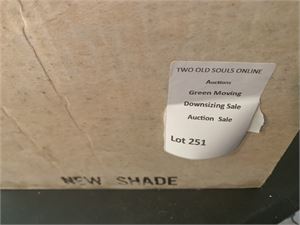 TWO OLD SOULS ONLINE
Auctions
Green Moving
Downsizing Sale
Auction Sale
Lot 251
NEW SHADE